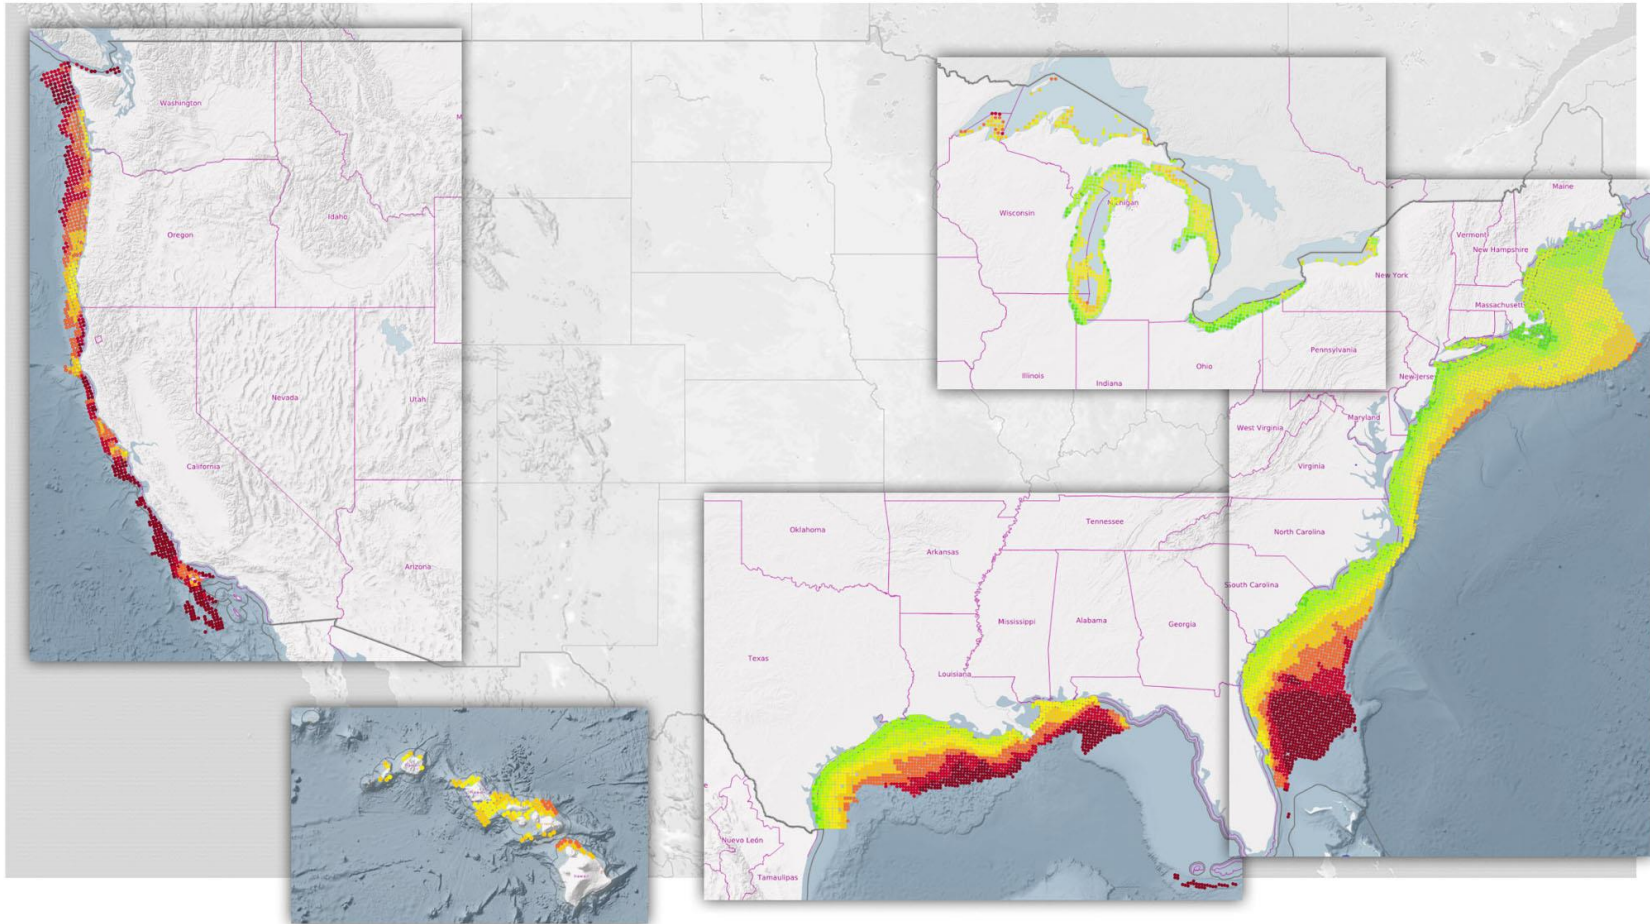 Washington
M
Oregon
Idaho
Nevada
Utah
California
Arizona
Wisconsin
Michigan
Illinois
Indiana
Ohio
Pennsylvania
New York
Maine
Vermont
New Hampshire
Massachusett
New Jerse
Maryland
West Virginia
Virginia
North Carolina
South Carolina
Oklahoma
Tennessee
Arkansas
Mississippi
Alabama
Georgia
Texas
Louisiana
Nuevo León
Tamaulipas